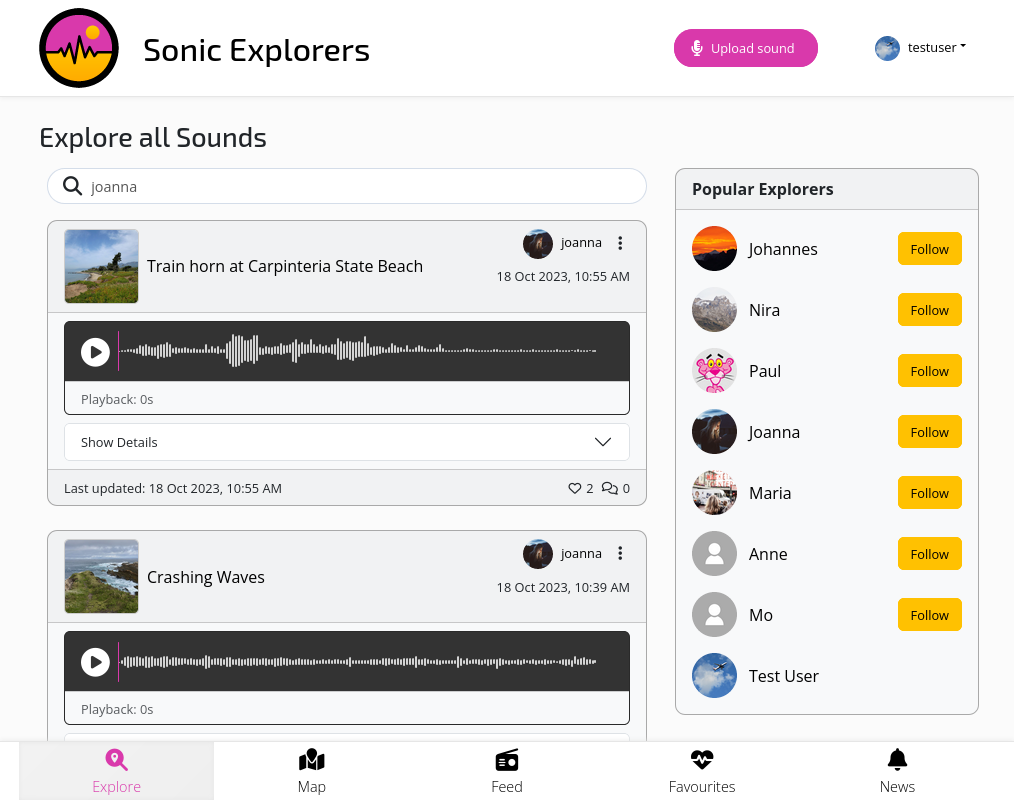 Sonic Explorers
Upload sound
testuser
Explore all Sounds
joanna
Train horn at Carpinteria State Beach
joanna
18 Oct 2023, 10:55 AM
Playback: 0s
Show Details
Last updated: 18 Oct 2023, 10:55 AM
2
0
Crashing Waves
joanna
18 Oct 2023, 10:39 AM
Playback: 0s
Popular Explorers
Johannes
Follow
Nira
Follow
Paul
Follow
Joanna
Follow
Maria
Follow
Anne
Follow
Mo
Follow
Test User
Explore
Map
Feed
Favourites
News